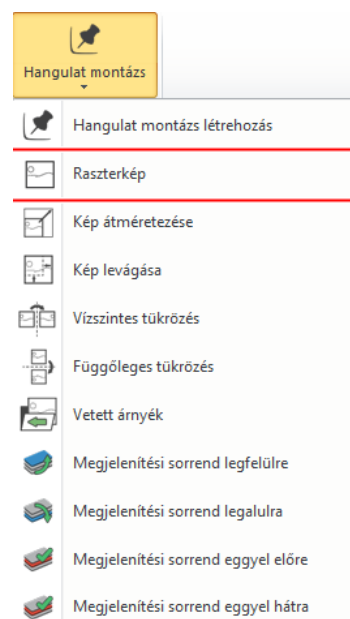 Hangulat montázs
Hangulat montázs létrehozás
Raszterkép
Kép átméretezése
Kép levágása
Vízszintes tükrözés
Függőleges tükrözés
Vetett árnyék
Megjelenítési sorrend legfelülre
Megjelenítési sorrend legalulra
Megjelenítési sorrend eggyel előre
Megjelenítési sorrend eggyel hátra